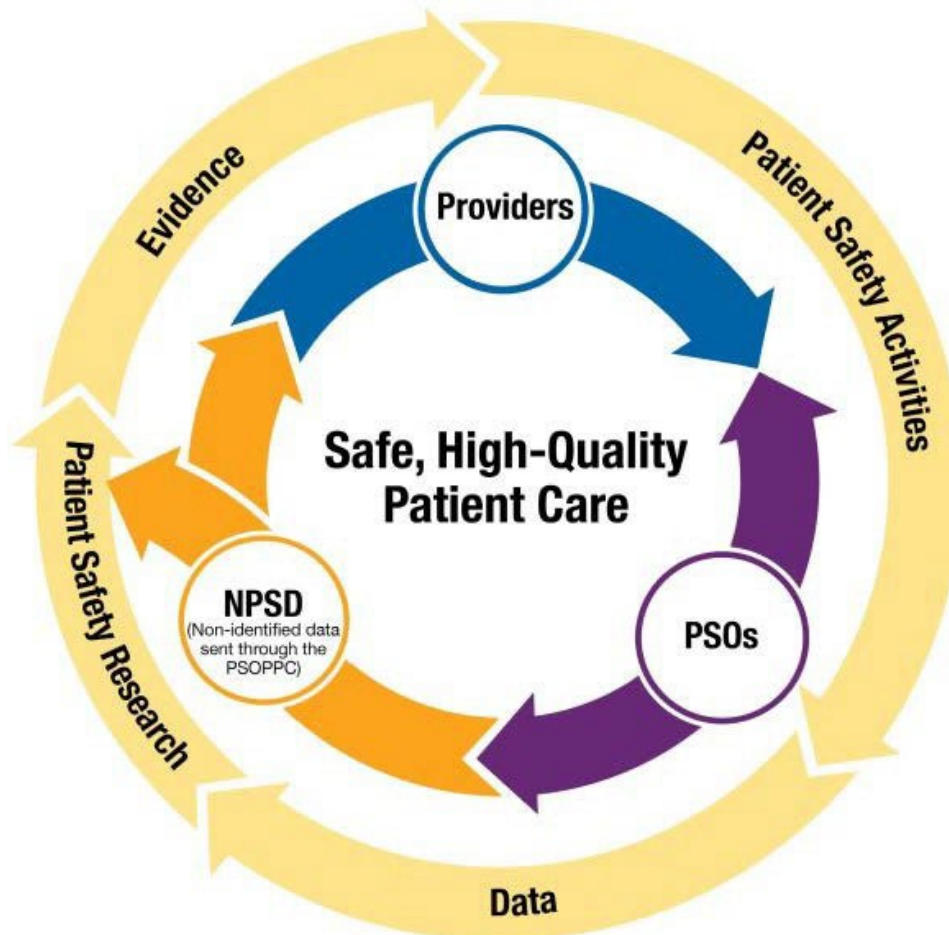 Evidence
Patient Safety Activities
Providers
Safe, High-Quality
Patient Care
Patient Safety Research
NPSD
(Non-identified data
sent through the
PSOPPC)
PSOs
Data